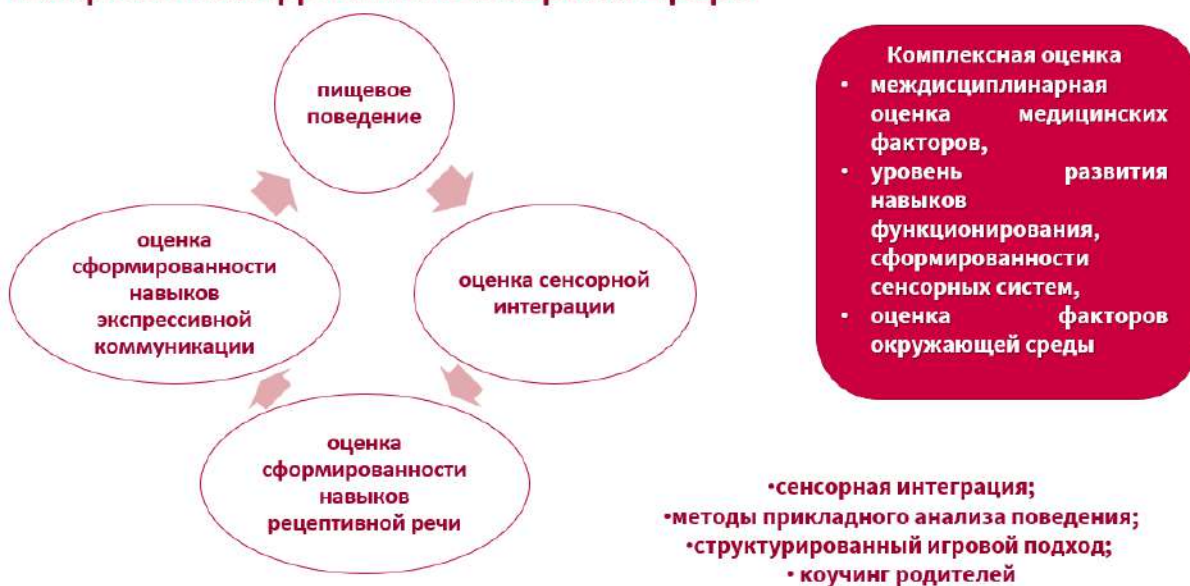 пищевое
поведение
оценка сенсорной
интеграции
оценка
сформированности
навыков
рецептивной речи
оценка
сформированности
навыков
экспрессивной
коммуникации
Комплексная оценка
• междисциплинарная
оценка медицинских
факторов,
• уровень развития
навыков
функционирования,
сформированности
сенсорных систем,
• оценка факторов
окружающей среды
•сенсорная интеграция;
•методы прикладного анализа поведения;
•структурированный игровой подход;
• коучинг родителей